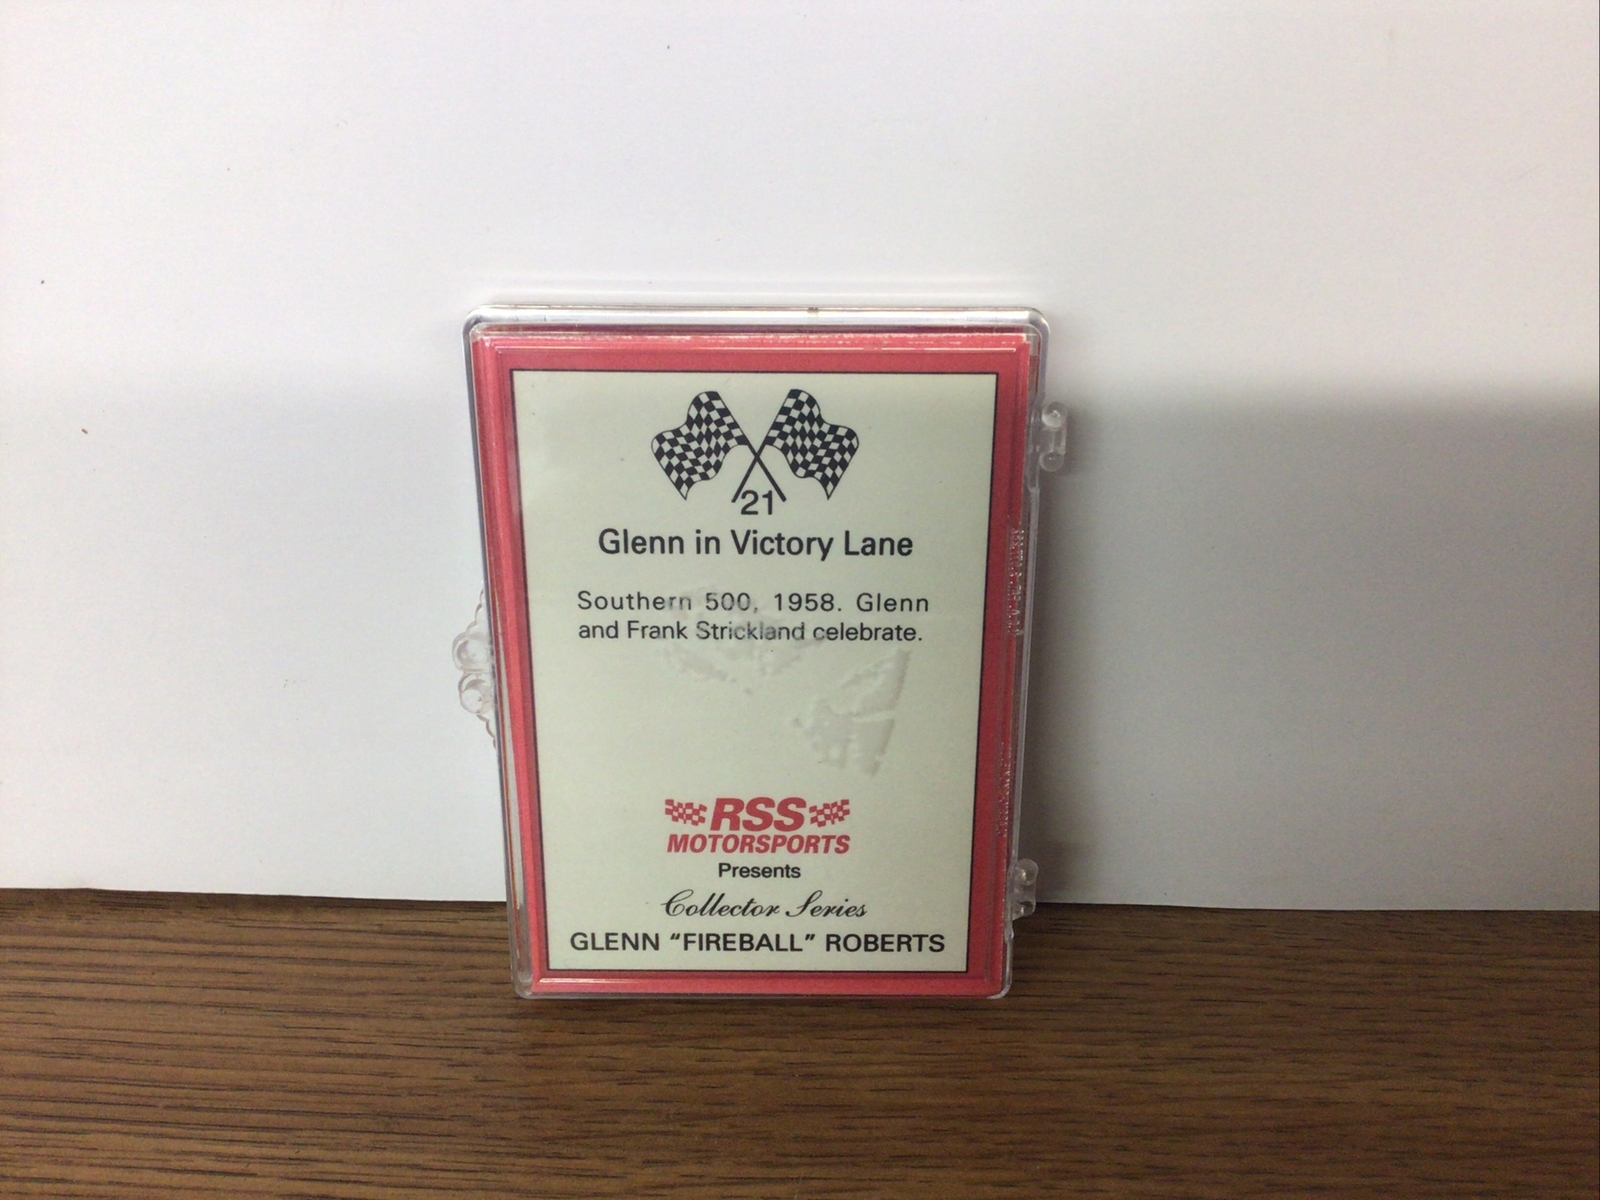 21
Glenn in Victory Lane
Southern 500, 1958. Glenn
and Frank Strickland celebrate.
RSS
MOTORSPORTS
Presents
Collector Series
GLENN “FIREBALL” ROBERTS